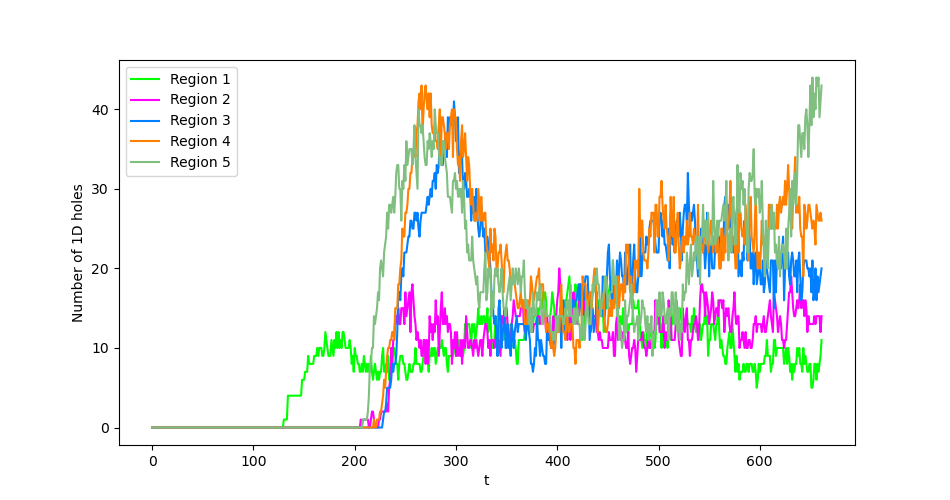 Region 1
Region 2
Region 3
Region 4
Region 5
Number of 1D holes
40
30
20
10
0
0 100 200 300 400 500 600
t